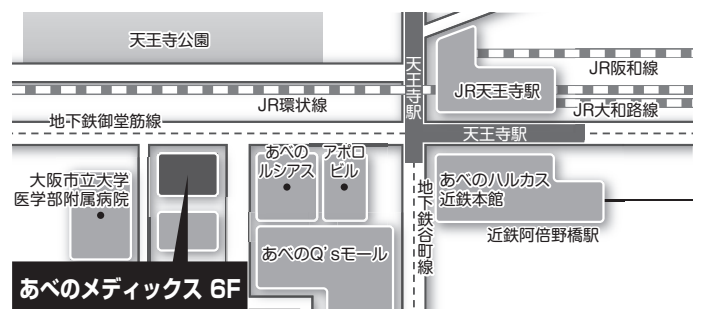 天王寺公園
天王寺駅
JR天王寺駅
JR阪和線
JR環状線
JR大和路線
地下鉄御堂筋線
天王寺駅
大阪市立大学
医学部附属病院
あべの
ルシアス
アポロ
ビル
地下鉄谷町線
あべのハルカス
近鉄本館
近鉄阿倍野橋駅
あべのQ'sモール
あべのメディックス 6F